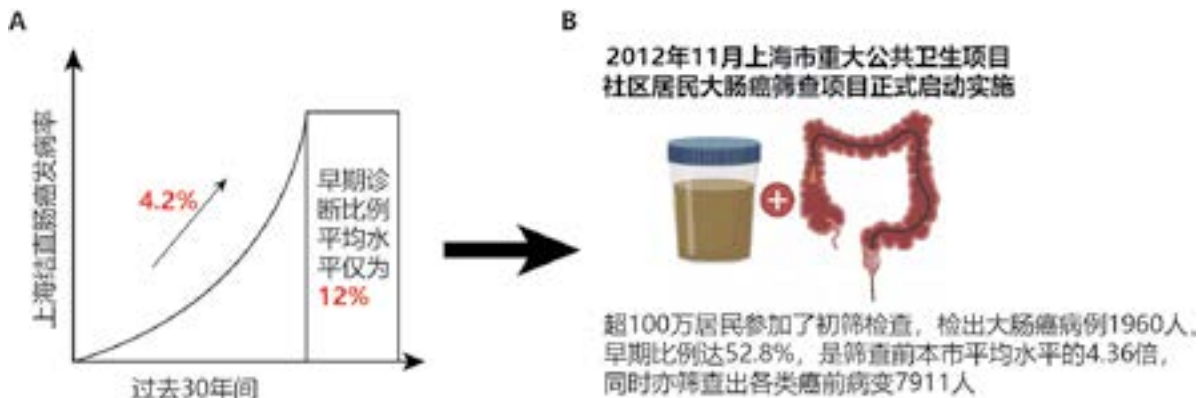 A
上海结直肠癌发病率
4.2%
早期诊
断比例
平均水
平仅为
12%
过去30年间
B
2012年11月上海市重大公共卫生项目
社区居民大肠癌筛查项目正式启动实施
超100万居民参加了初筛检查，检出大肠癌病例1960人，
早期比例达52.8%，是筛查前本市平均水平的4.36倍，
同时亦筛查出各类癌前病变7911人